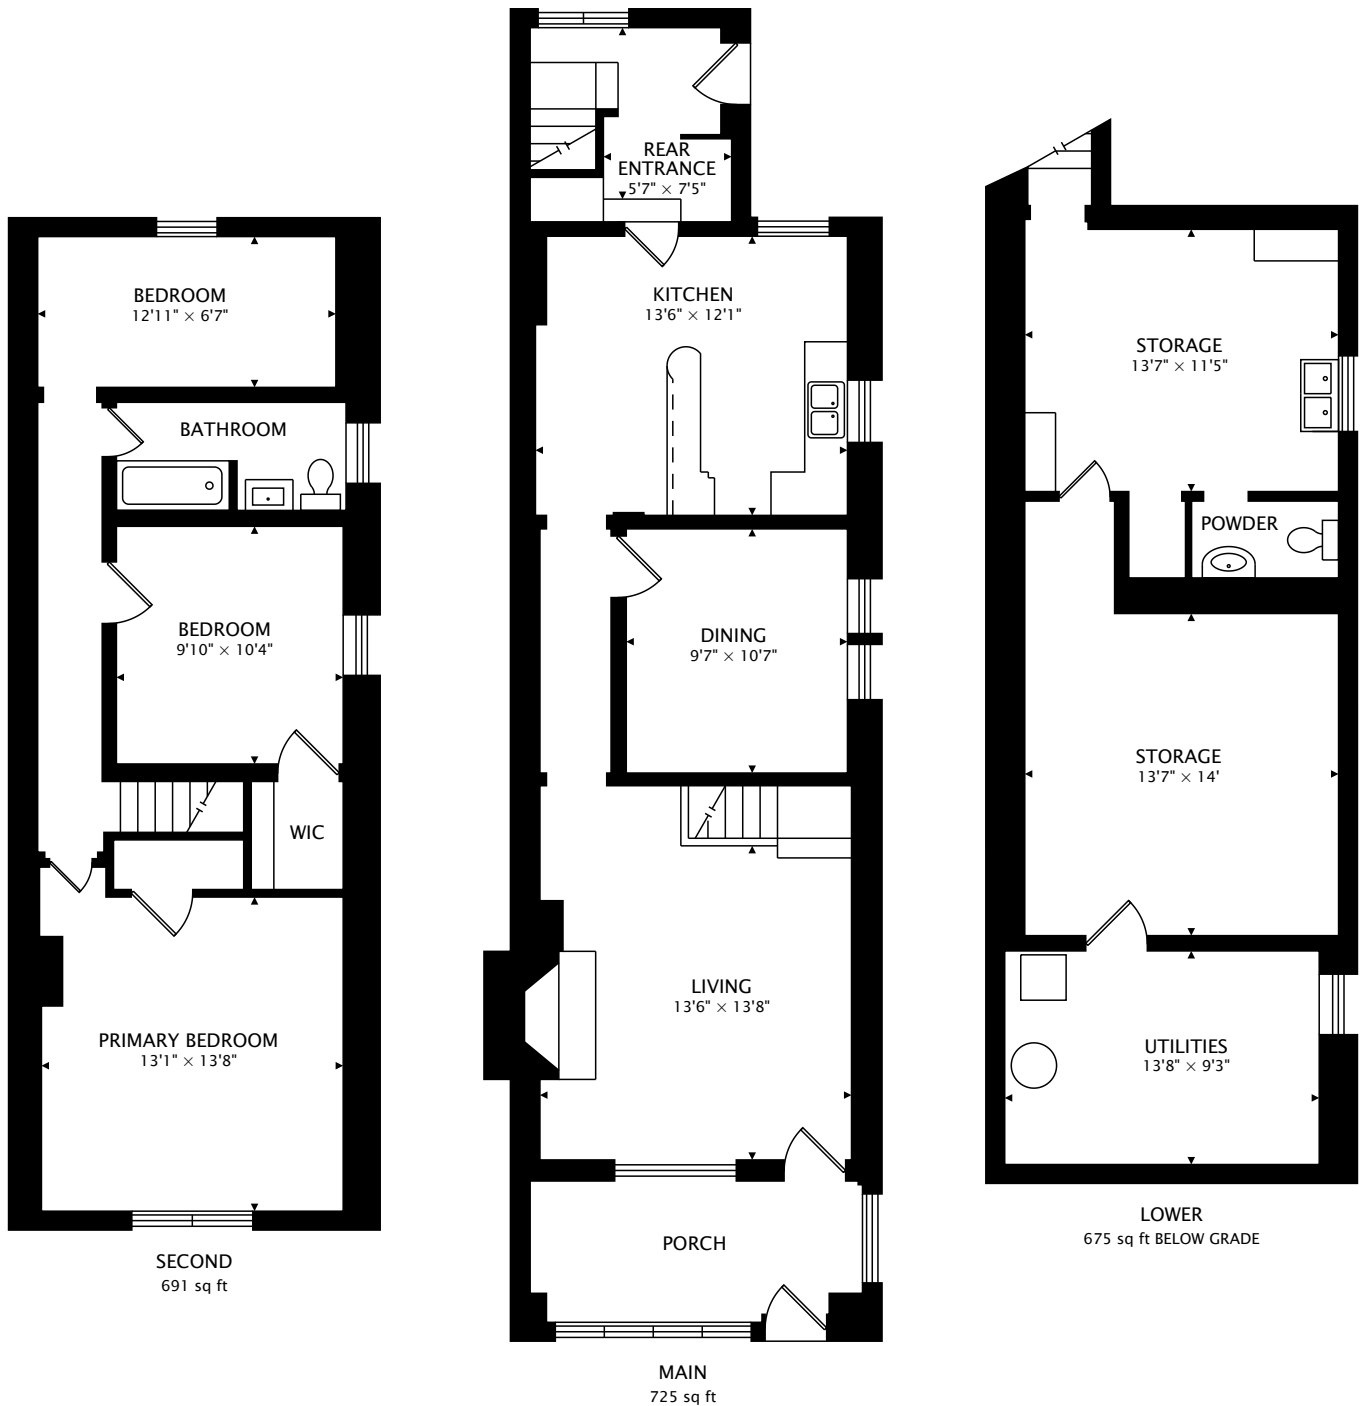 BEDROOM
12'11" × 6'7"
BATHROOM
BEDROOM
9'10" × 10'4"
WIC
PRIMARY BEDROOM
13'1" × 13'8"
SECOND
691 sq ft
REAR
ENTRANCE
5'7" × 7'5"
KITCHEN
13'6" × 12'1"
DINING
9'7" × 10'7"
LIVING
13'6" × 13'8"
PORCH
MAIN
725 sq ft
STORAGE
13'7" × 11'5"
POWDER
STORAGE
13'7" × 14'
UTILITIES
13'8" × 9'3"
LOWER
675 sq ft BELOW GRADE